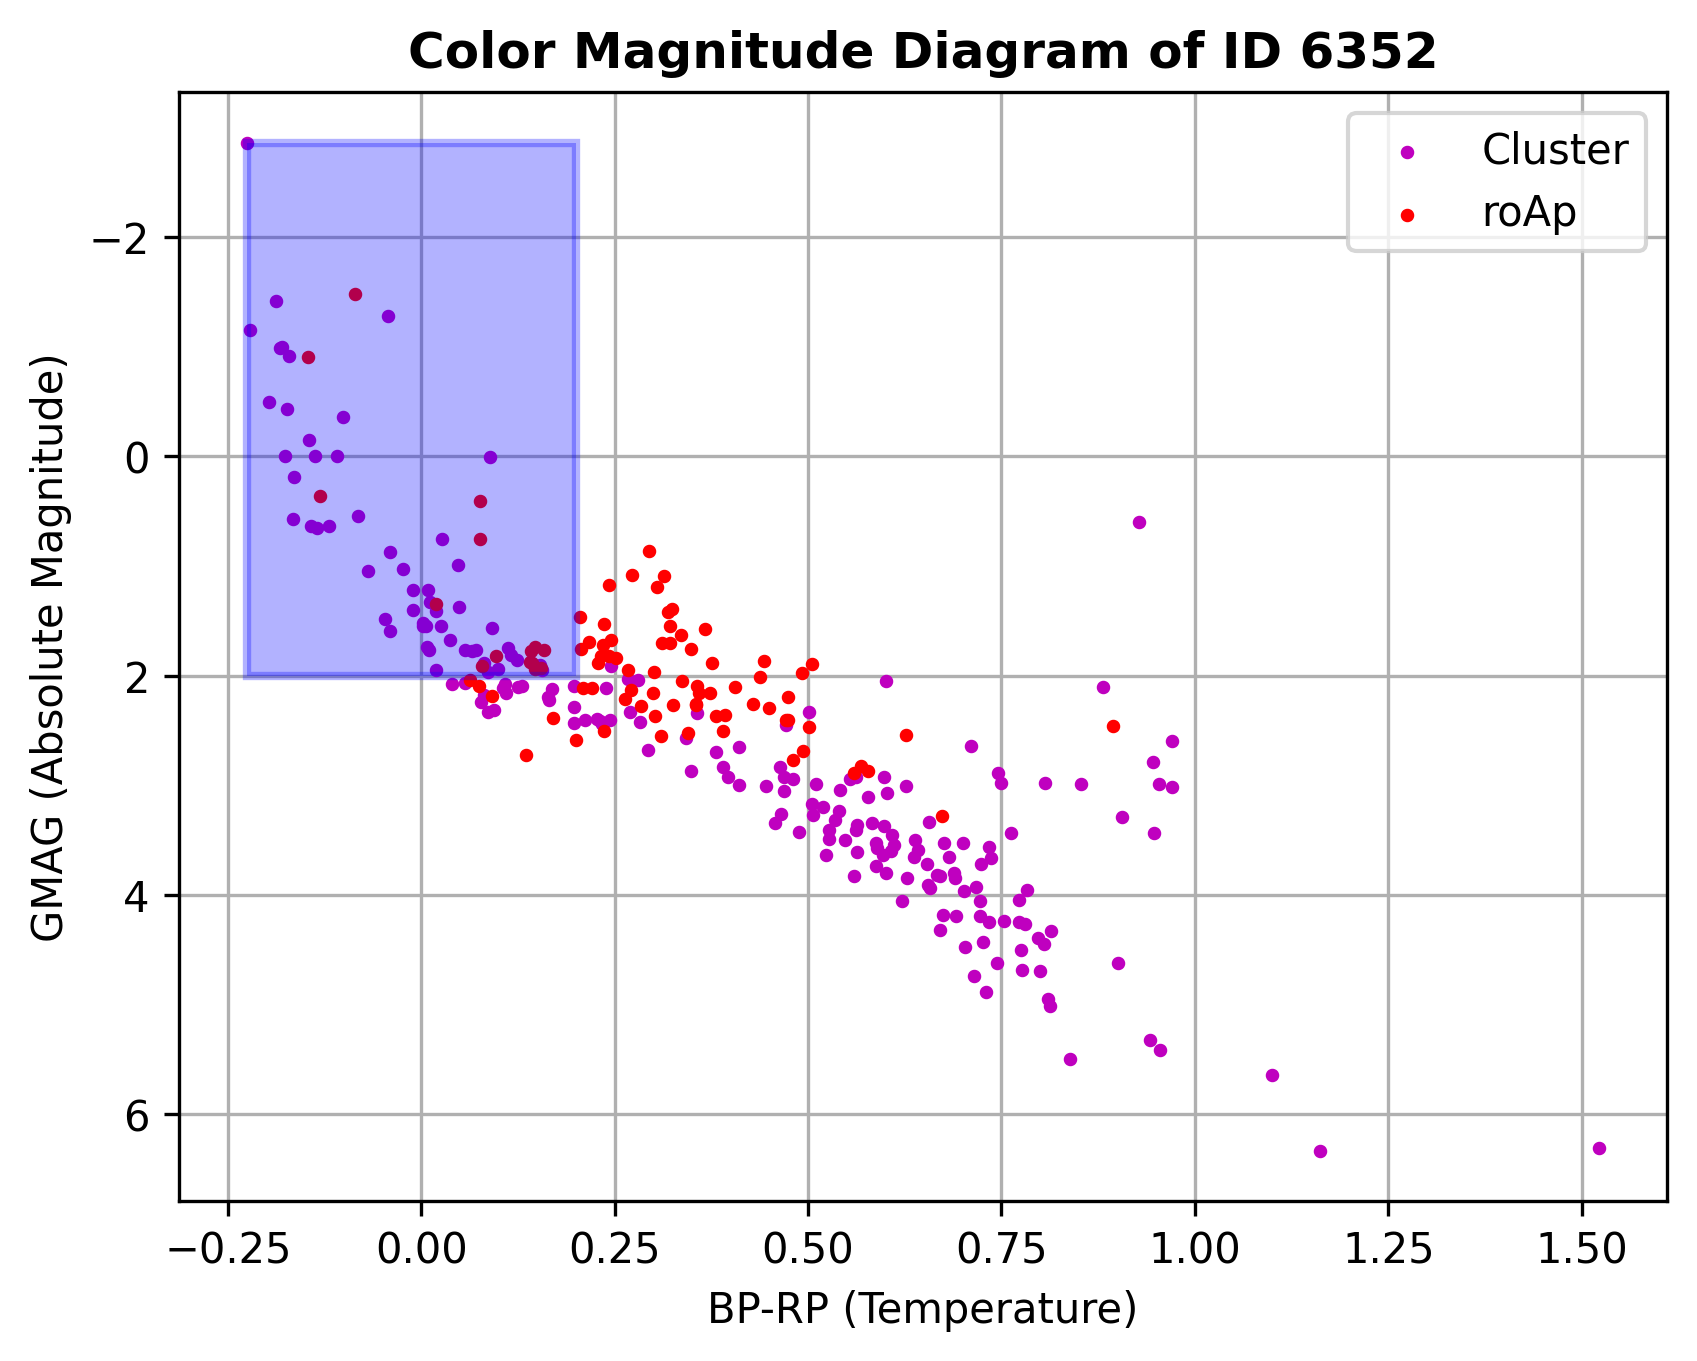 Color Magnitude Diagram of ID 6352
Cluster
roAp
GMAG (Absolute Magnitude)
−2
0
2
4
6
−0.25 0.00 0.25 0.50 0.75 1.00 1.25 1.50
BP-RP (Temperature)